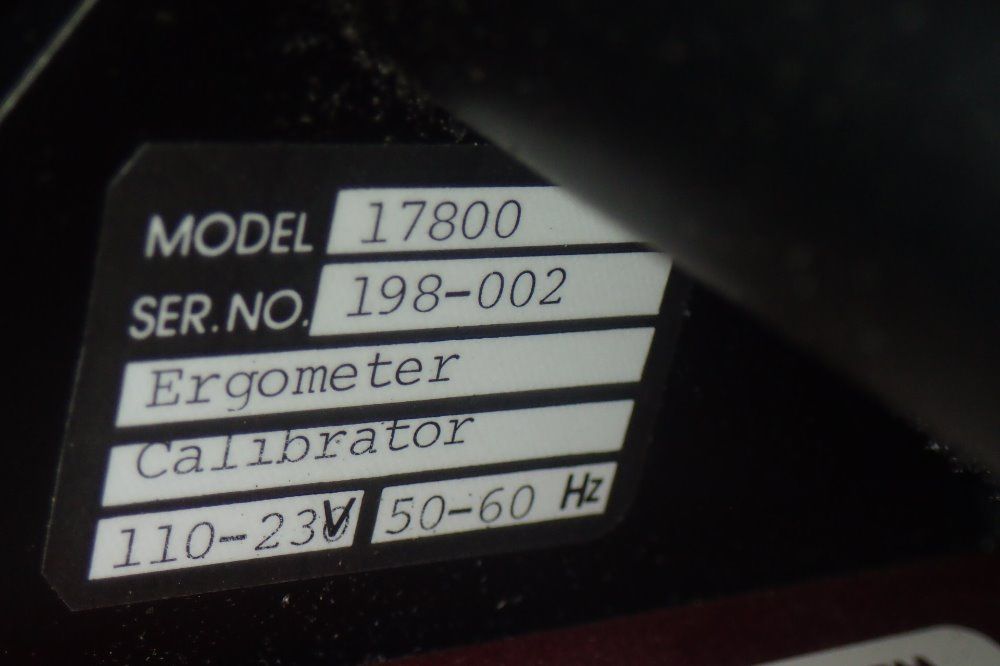 MODEL 17800
SER.NO. 198-002
Ergometer
Calibrator
110-230V 50-60 Hz